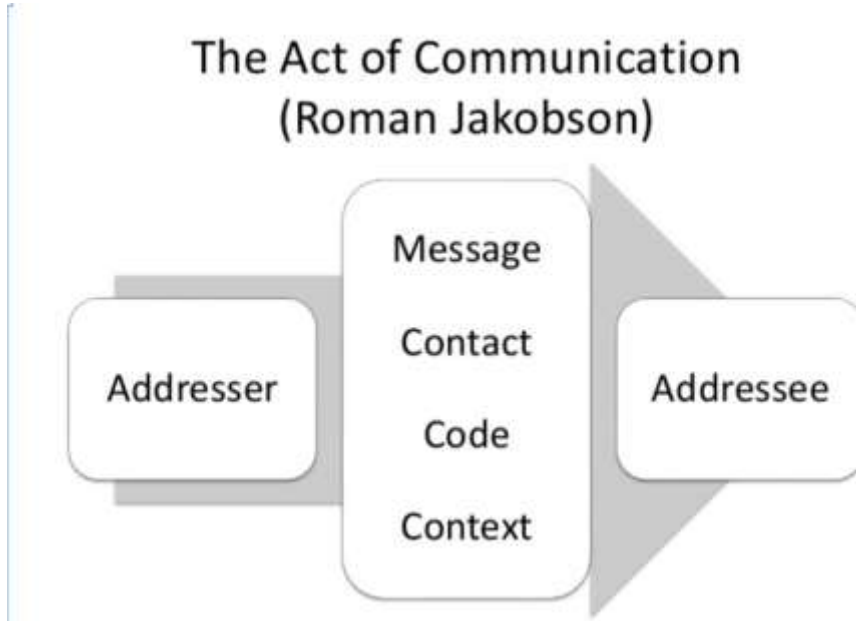 The Act of Communication
(Roman Jakobson)
Addresser
Message
Contact
Code
Context
Addressee